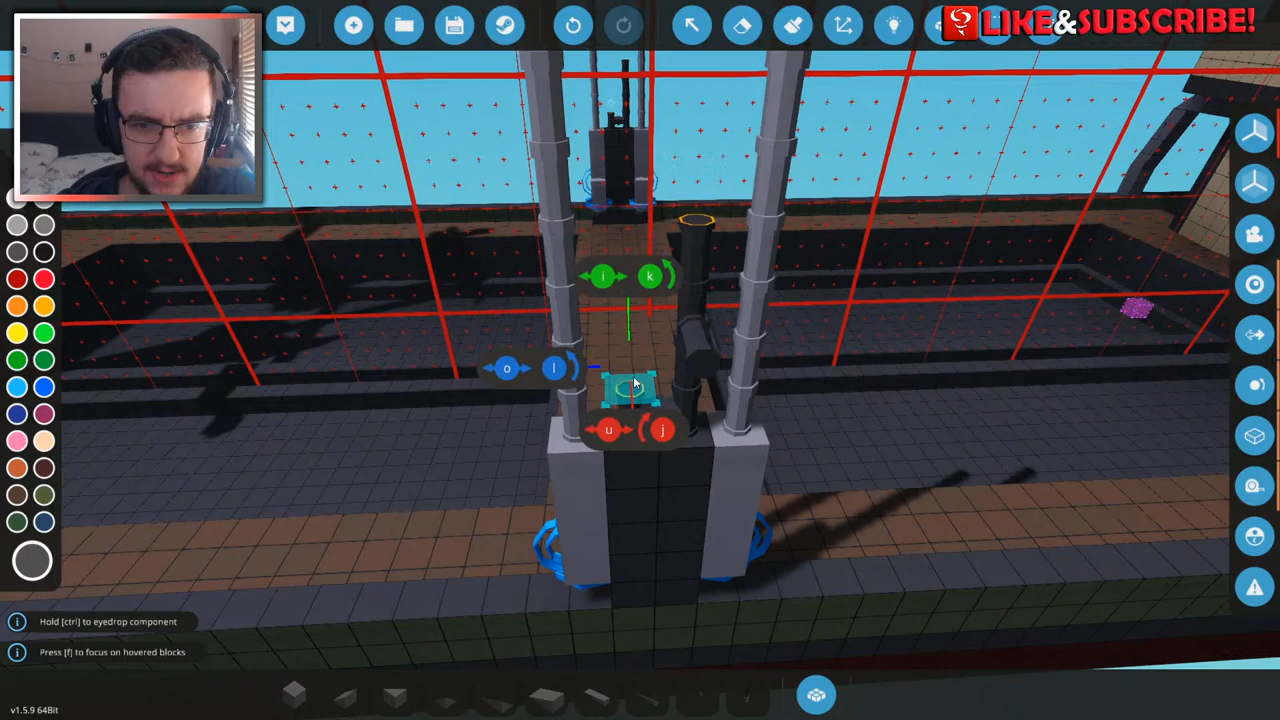 LIKE&SUBSCRIBE!
i k
o l
u j
Hold [ctrl] to eyedrop component
Press [f] to focus on hovered blocks
v1.5.9 64Bit